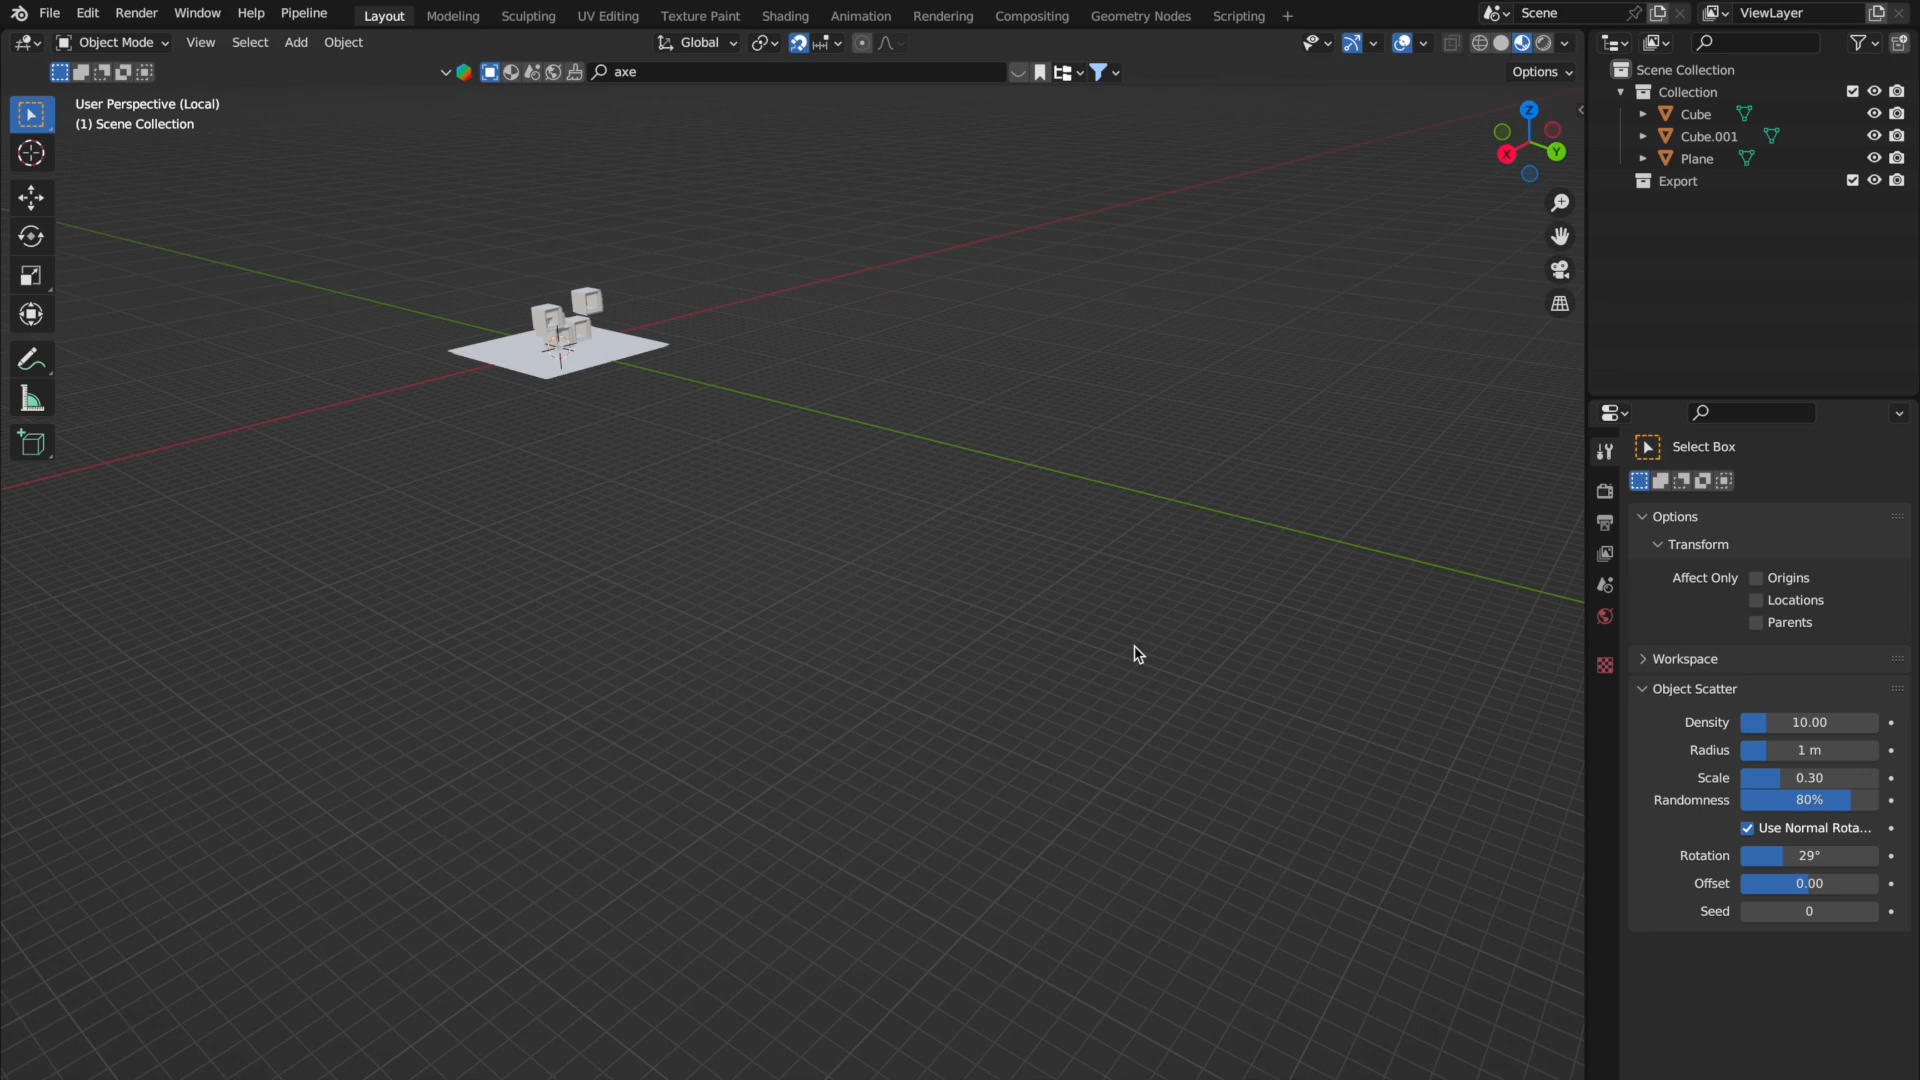 File Edit Render Window Help Pipeline Layout Modeling Sculpting UV Editing Texture Paint Shading Animation Rendering Compositing Geometry Nodes Scripting + Scene ViewLayer
Object Mode View Select Add Object Global
axe Options
User Perspective (Local)
(1) Scene Collection
Z
X
Y
Scene Collection
Collection
Cube
Cube.001
Plane
Export
Select Box
Options
Transform
Affect Only Origins
Locations
Parents
Workspace
Object Scatter
Density 10.00
Radius 1 m
Scale 0.30
Randomness 80%
Use Normal Rota...
Rotation 29°
Offset 0.00
Seed 0